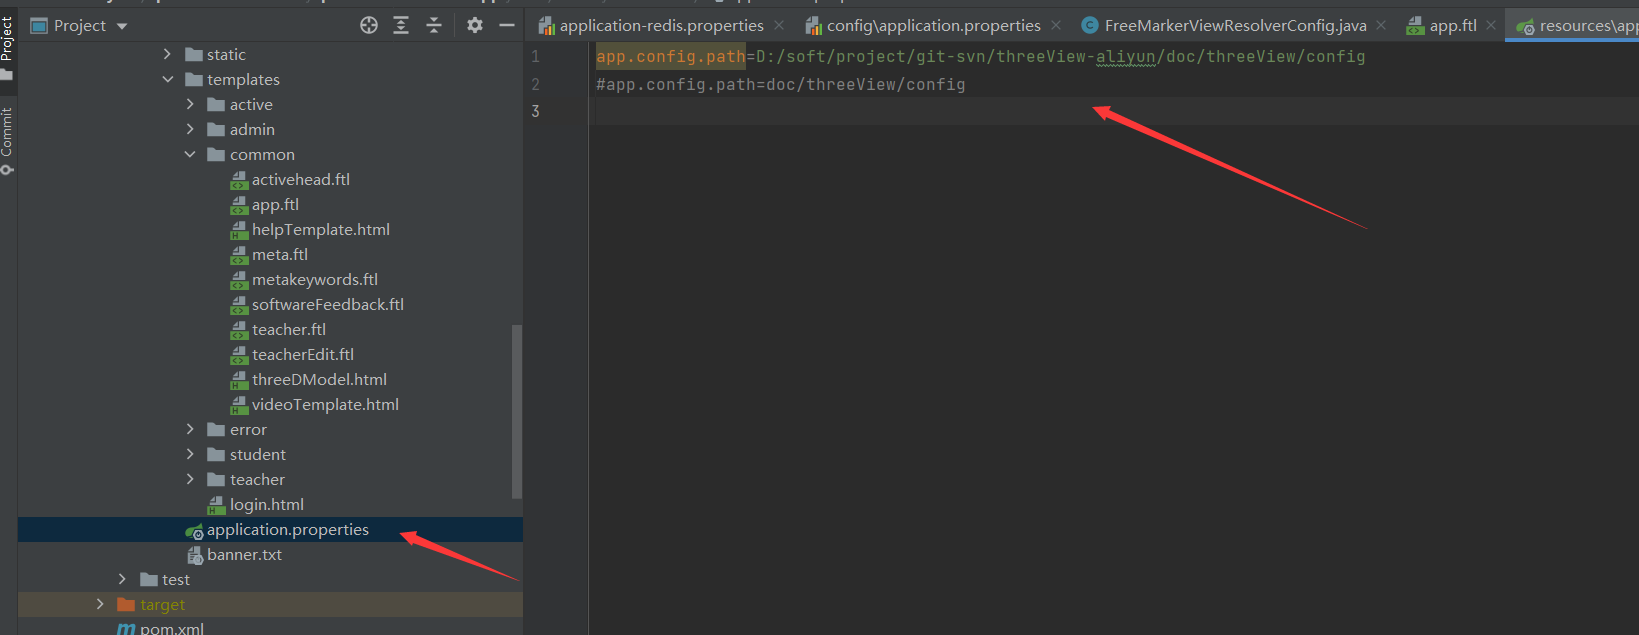 Project
Commit
Project
static
templates
active
admin
common
activehead.ftl
app.ftl
helpTemplate.html
meta.ftl
metakeywords.ftl
softwareFeedback.ftl
teacher.ftl
teacherEdit.ftl
threeDModel.html
videoTemplate.html
error
student
teacher
login.html
application.properties
banner.txt
test
target
pom.xml
application-redis.properties
config\application.properties
FreeMarkerViewResolverConfig.java
app.ftl
resources\app
1 app.config.path=D:/soft/project/git-svn/threeView-aliyun/doc/threeView/config
2 #app.config.path=doc/threeView/config
3